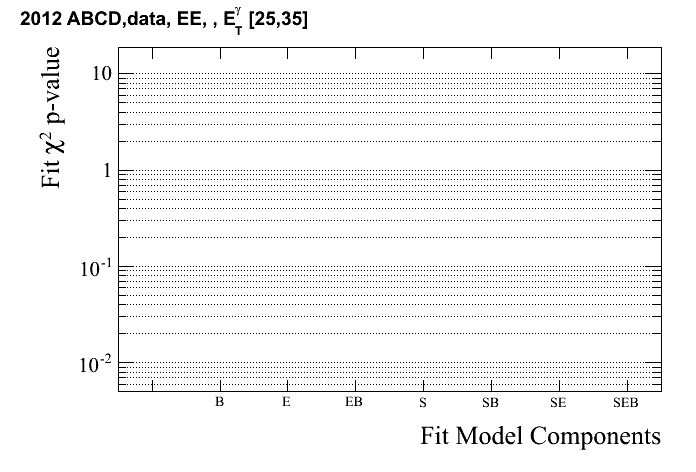 2012 ABCD,data, EE, , E_T^γ [25,35]
Fit χ² p-value
10
1
10⁻¹
10⁻²
B E EB S SB SE SEB
Fit Model Components